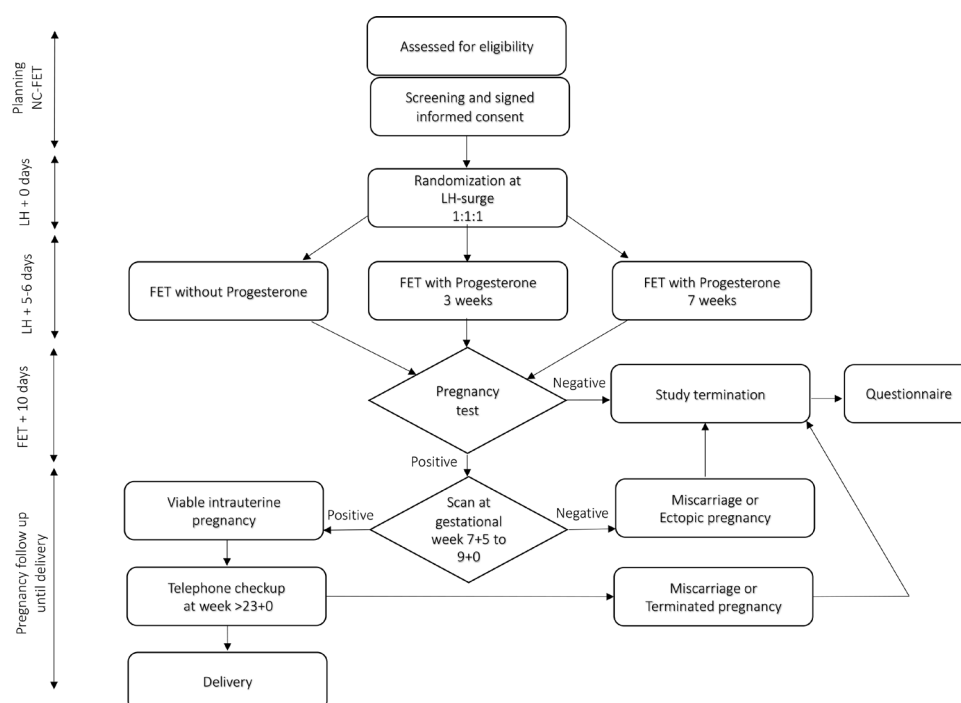 Assessed for eligibility
Screening and signed
informed consent
Planning
NC-FET
Randomization at
LH-surge
1:1:1
LH + 0 days
FET without Progesterone
FET with Progesterone
3 weeks
FET with Progesterone
7 weeks
LH + 5-6 days
Pregnancy
test
Negative
Study termination
Questionnaire
FET + 10 days
Positive
Scan at
gestational
week 7+5 to
9+0
Positive
Viable intrauterine
pregnancy
Negative
Miscarriage or
Ectopic pregnancy
Telephone checkup
at week >23+0
Miscarriage or
Terminated pregnancy
Delivery
Pregnancy follow up
until delivery